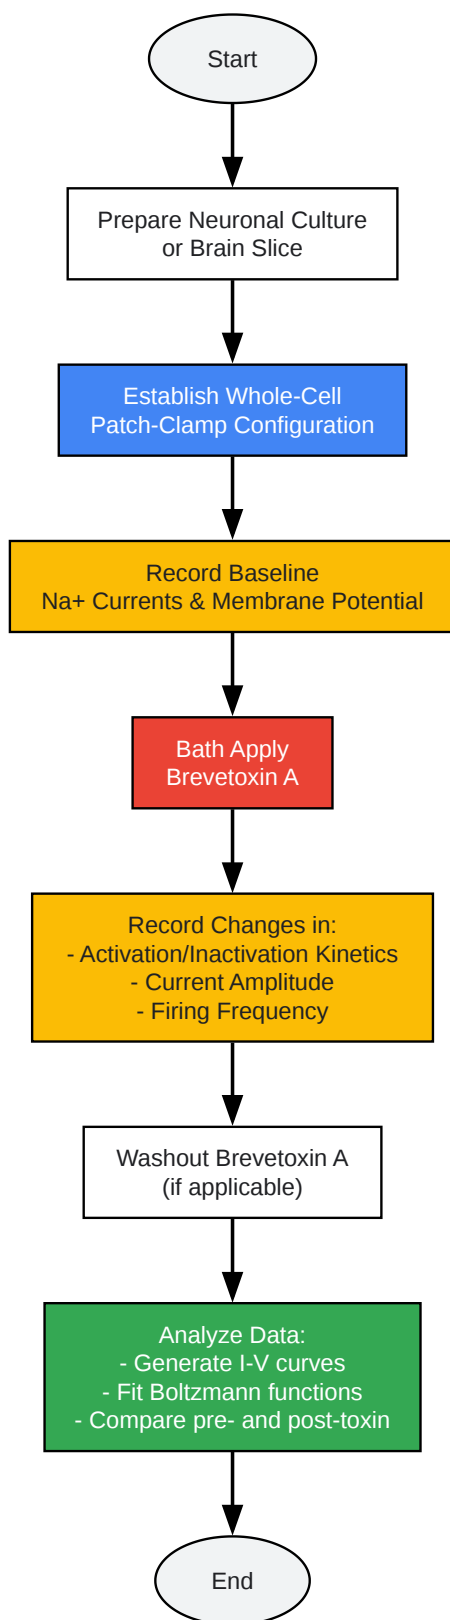 Start
Prepare Neuronal Culture
or Brain Slice
Establish Whole-Cell
Patch-Clamp Configuration
Record Baseline
Na+ Currents & Membrane Potential
Bath Apply
Brevetoxin A
Record Changes in:
- Activation/Inactivation Kinetics
- Current Amplitude
- Firing Frequency
Washout Brevetoxin A
(if applicable)
Analyze Data:
- Generate I-V curves
- Fit Boltzmann functions
- Compare pre- and post-toxin
End